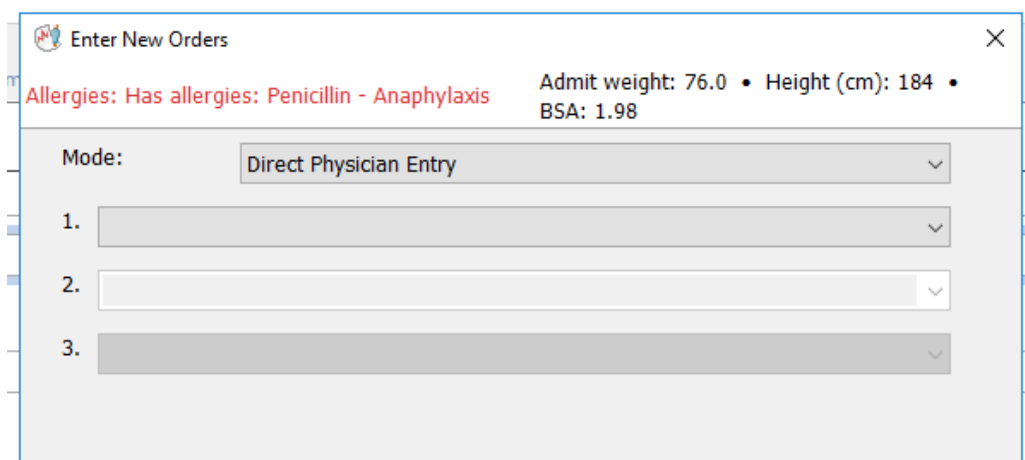 Enter New Orders
Allergies: Has allergies: Penicillin - Anaphylaxis
Admit weight: 76.0 • Height (cm): 184 •
BSA: 1.98
Mode: Direct Physician Entry
1.
2.
3.